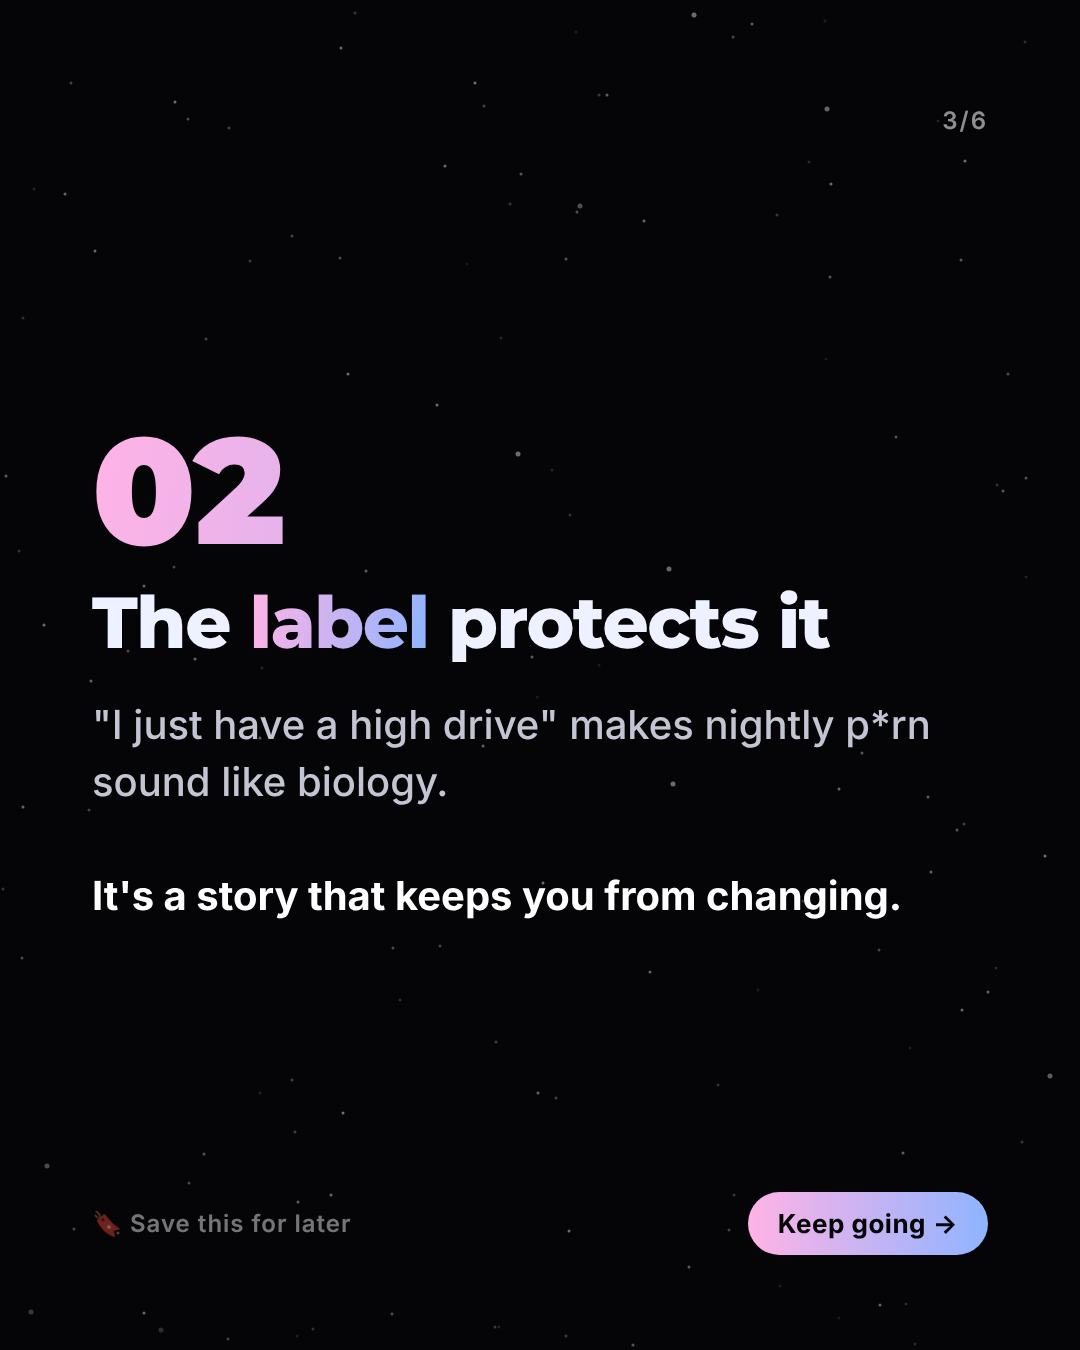 3/6
02
The label protects it
"I just have a high drive" makes nightly p*rn
sound like biology.
It's a story that keeps you from changing.
🔖 Save this for later
Keep going →